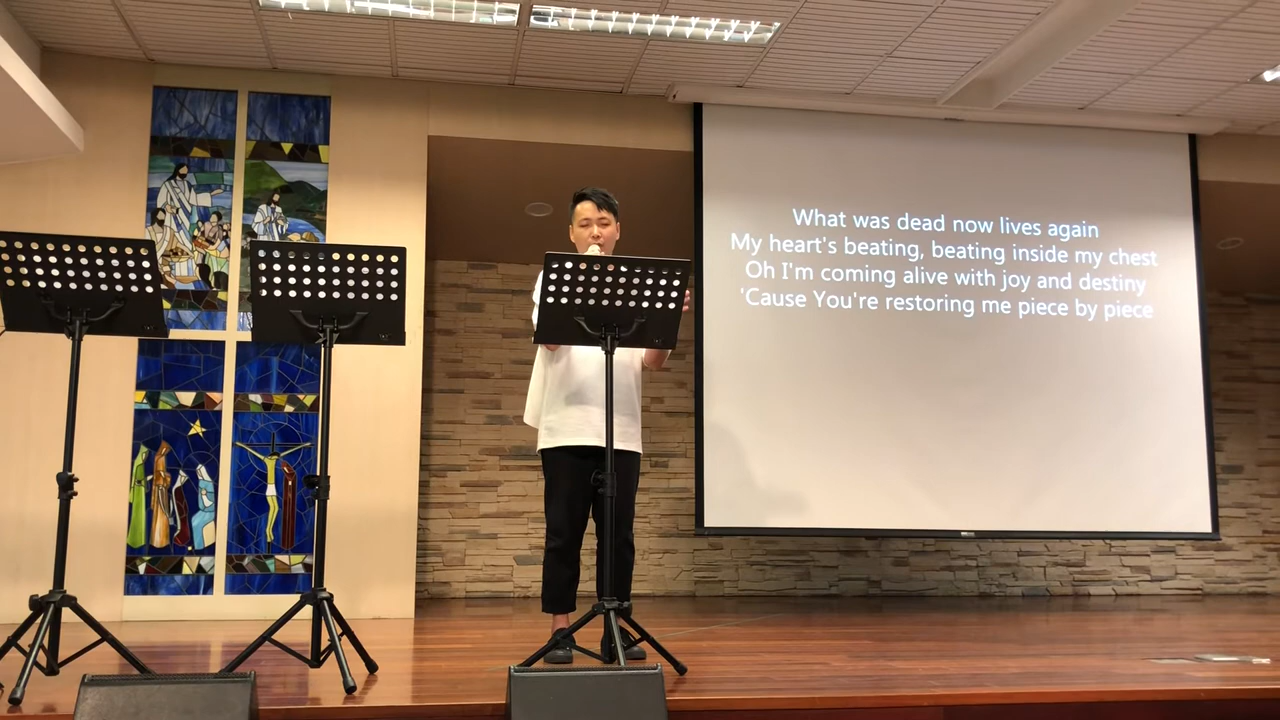 What was dead now lives again
My heart's beating, beating inside my chest
Oh I'm coming alive with joy and destiny
'Cause You're restoring me piece by piece